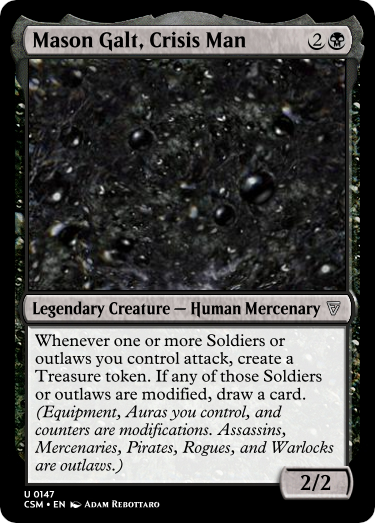 Mason Galt, Crisis Man 2
Legendary Creature — Human Mercenary
Whenever one or more Soldiers or
outlaws you control attack, create a
Treasure token. If any of those Soldiers
or outlaws are modified, draw a card.
(Equipment, Auras you control, and
counters are modifications. Assassins,
Mercenaries, Pirates, Rogues, and Warlocks
are outlaws.)
2/2
U 0147
CSM • EN Adam Rebottaro